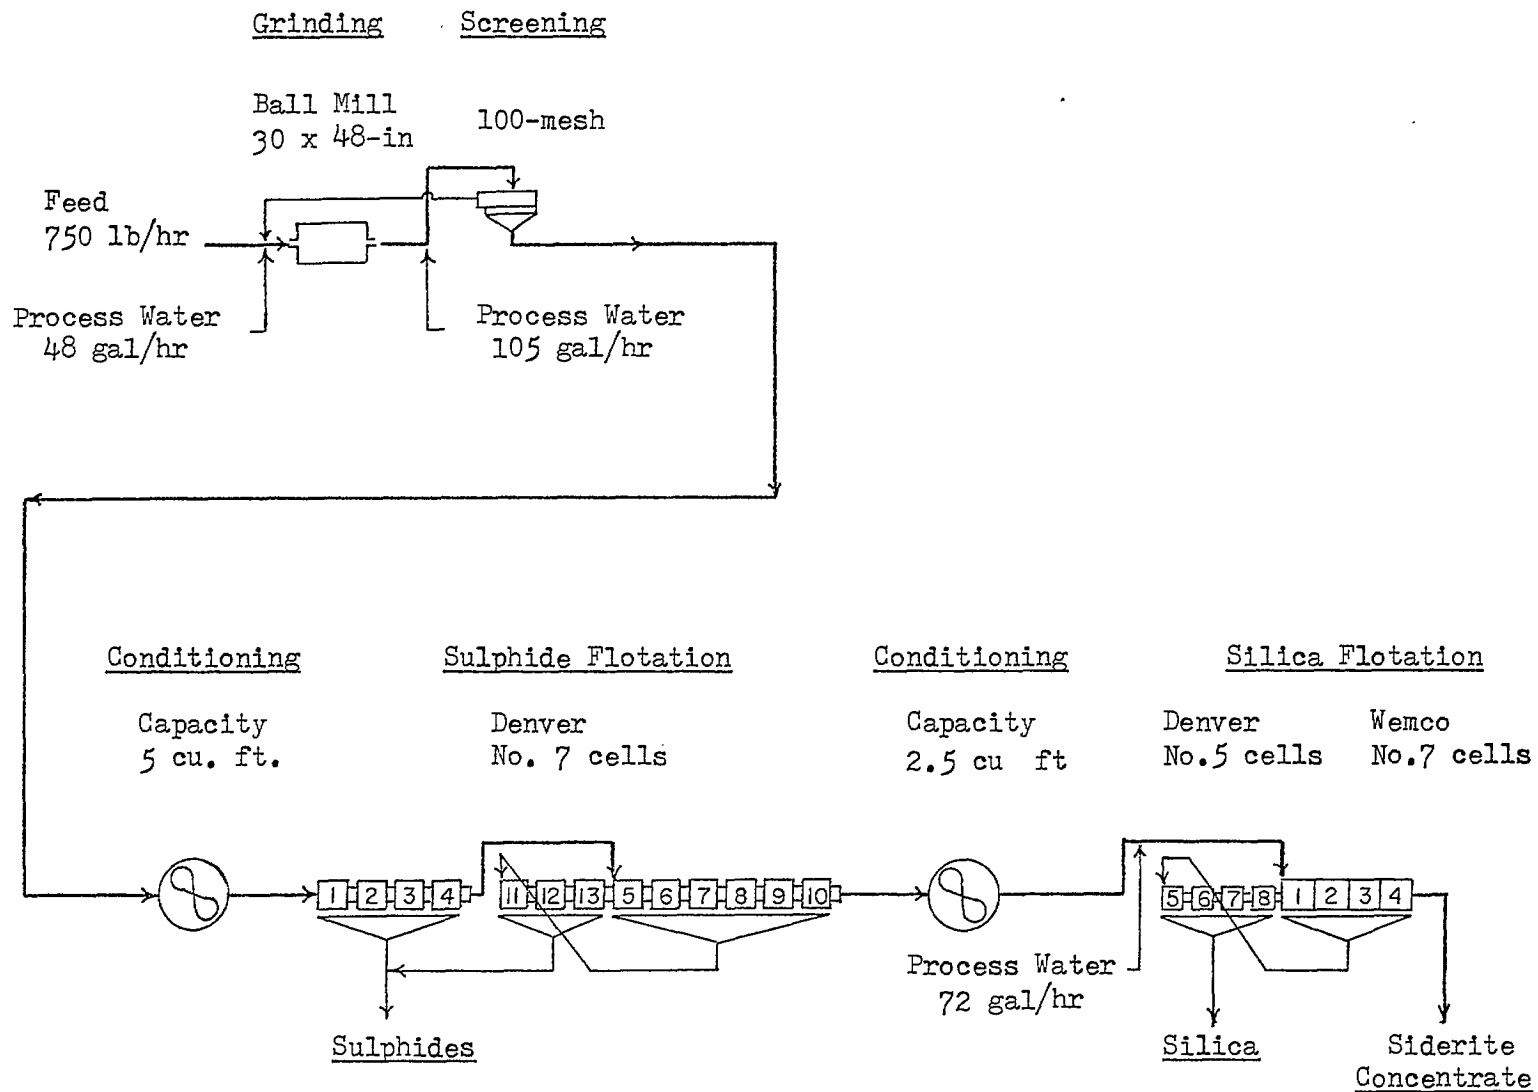 Grinding Screening
Ball Mill
30 x 48-in
100-mesh
Feed
750 lb/hr
Process Water
48 gal/hr
Process Water
105 gal/hr
Conditioning
Sulphide Flotation
Conditioning
Silica Flotation
Capacity
5 cu. ft.
Denver
No. 7 cells
Capacity
2.5 cu ft
Denver
No.5 cells
Wemco
No.7 cells
1 2 3 4
11 12 13 5 6 7 8 9 10
5 6 7 8 1 2 3 4
Process Water
72 gal/hr
Sulphides
Silica
Siderite
Concentrate